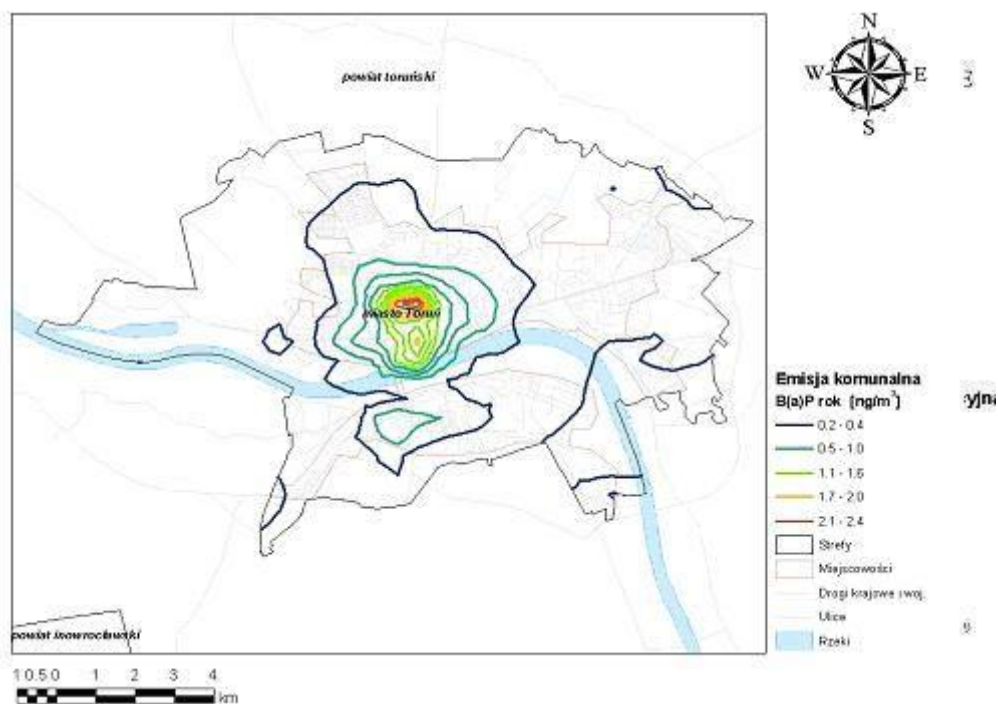 powiat toruński
N
W
E
S
miasto Toruń
Emisja komunalna
B(a)P rok [ng/m³]
0.2 - 0.4
0.5 - 1.0
1.1 - 1.6
1.7 - 2.0
2.1 - 2.4
Strefy
Miejscowości
Drogi krajowe i woj.
Ulice
Rzeki
yjna
powiat inowrocławski
1 0.5 0 1 2 3 4
km